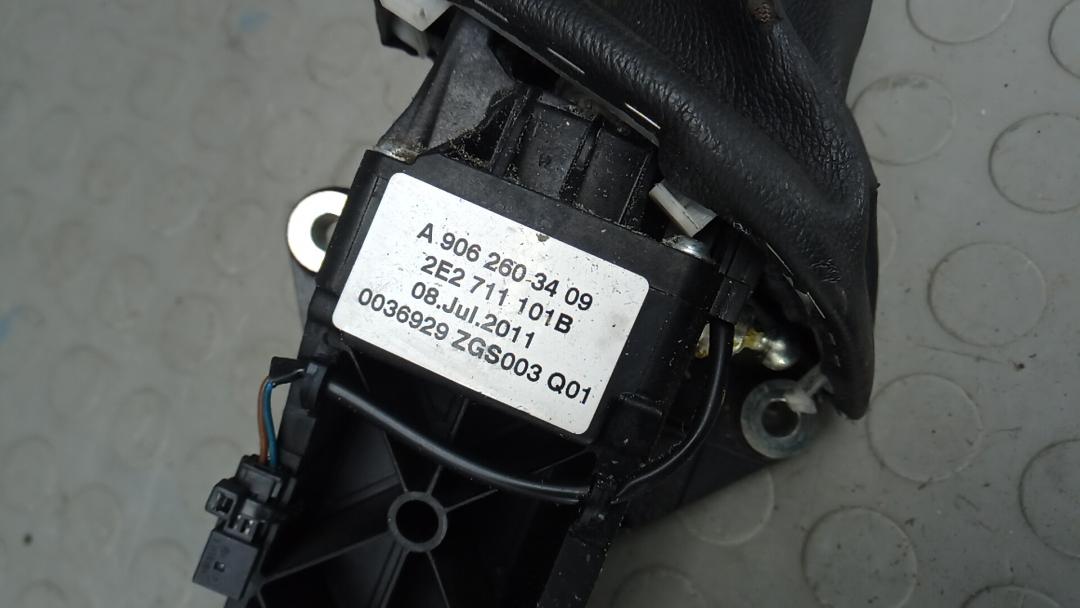 A 906 260 34 09
2E2 711 101B
08.Jul.2011
0036929 ZGS003 Q01